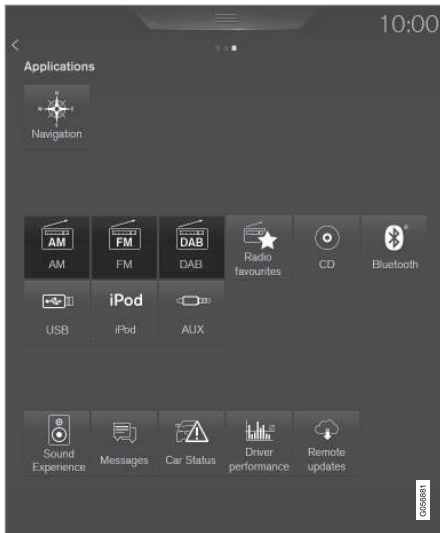 10:00
Applications
Navigation
AM FM DAB
AM FM DAB Radio favourites CD Bluetooth
iPod
USB iPod AUX
Sound Experience Messages Car Status Driver performance Remote updates
G056881